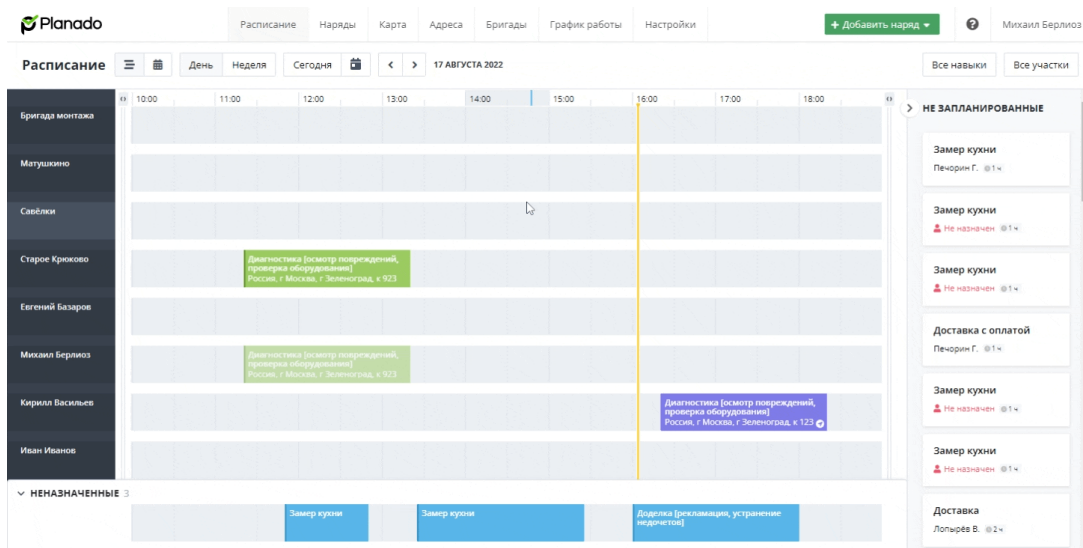 Planado
Расписание Наряды Карта Адреса Бригады График работы Настройки + Добавить наряд Михаил Берлиоз
Расписание День Неделя Сегодня 17 АВГУСТА 2022 Все навыки Все участки
10:00 11:00 12:00 13:00 14:00 15:00 16:00 17:00 18:00
Бригада монтажа
Матушкино
Савёлки
Старое Крюково
Диагностика [осмотр повреждений,
проверка оборудования]
Россия, г Москва, г Зеленоград, к 923
Евгений Базаров
Михаил Берлиоз
Диагностика [осмотр повреждений,
проверка оборудования]
Россия, г Москва, г Зеленоград, к 923
Кирилл Васильев
Диагностика [осмотр повреждений,
проверка оборудования]
Россия, г Москва, г Зеленоград, к 123
Иван Иванов
НЕНАЗНАЧЕННЫЕ 3
Замер кухни
Замер кухни
Доделка [рекламация, устранение
недочетов]
НЕ ЗАПЛАНИРОВАННЫЕ
Замер кухни
Печорин Г. 1 ч
Замер кухни
Не назначен 1 ч
Замер кухни
Не назначен 1 ч
Доставка с оплатой
Печорин Г. 1 ч
Замер кухни
Не назначен 1 ч
Замер кухни
Не назначен 1 ч
Доставка
Лопырёв В. 2 ч